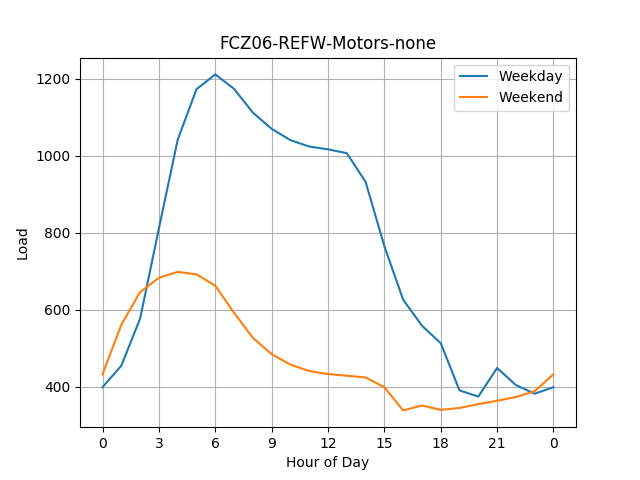 FCZ06-REFW-Motors-none
Weekday
Weekend
Load
1200
1000
800
600
400
0 3 6 9 12 15 18 21 0
Hour of Day